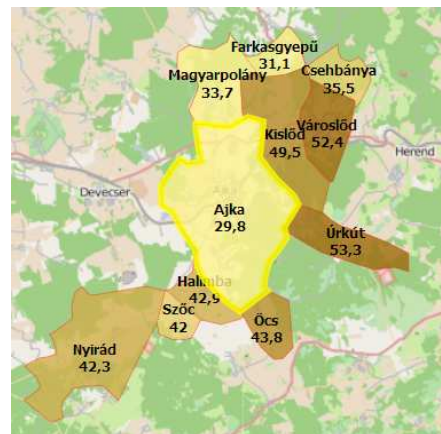 Farkasgyepű
31,1
Magyarpolány
33,7
Csehbánya
35,5
Kislőd
49,5
Városlőd
52,4
Herend
Devecser
Ajka
Ajka
29,8
Úrkút
53,3
Halimba
42,9
Szőc
42
Öcs
43,8
Nyirád
42,3